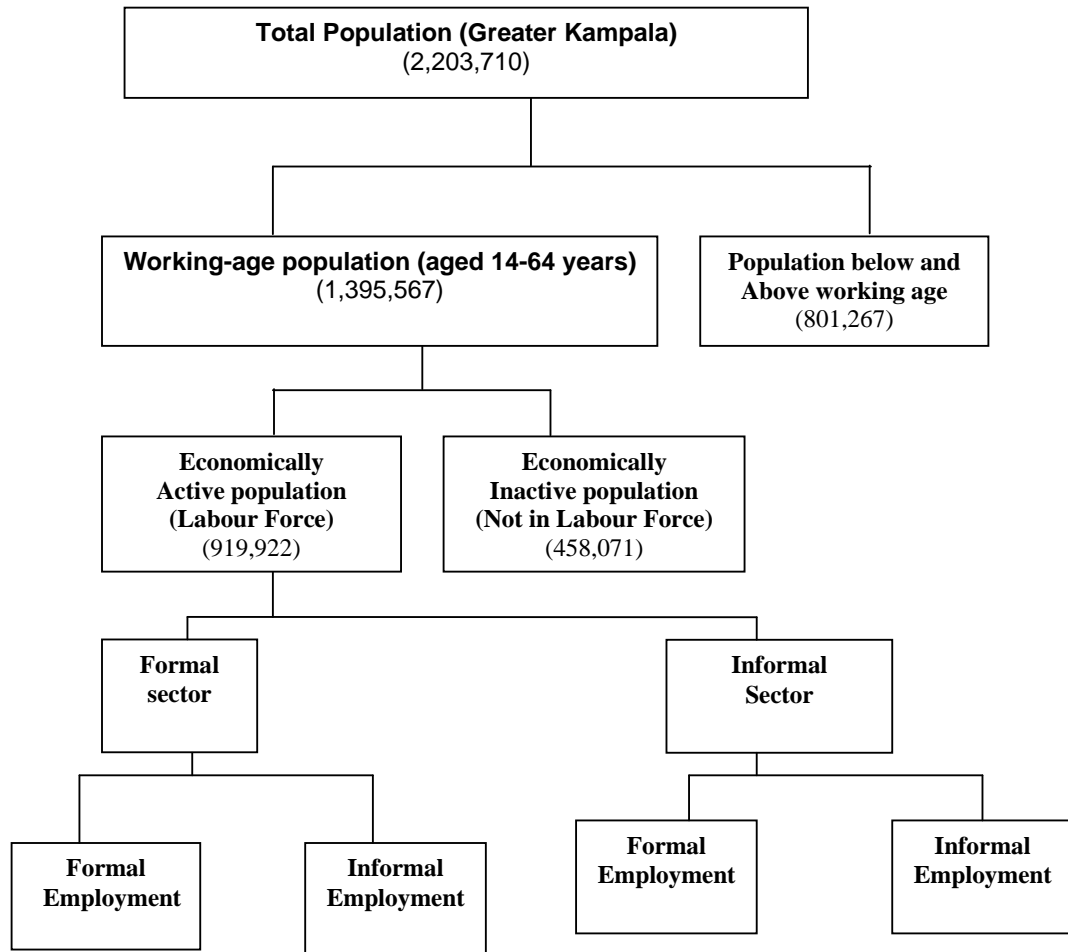 Total Population (Greater Kampala)
(2,203,710)
Working-age population (aged 14-64 years)
(1,395,567)
Population below and
Above working age
(801,267)
Economically
Active population
(Labour Force)
(919,922)
Economically
Inactive population
(Not in Labour Force)
(458,071)
Formal
sector
Informal
Sector
Formal
Employment
Informal
Employment
Formal
Employment
Informal
Employment